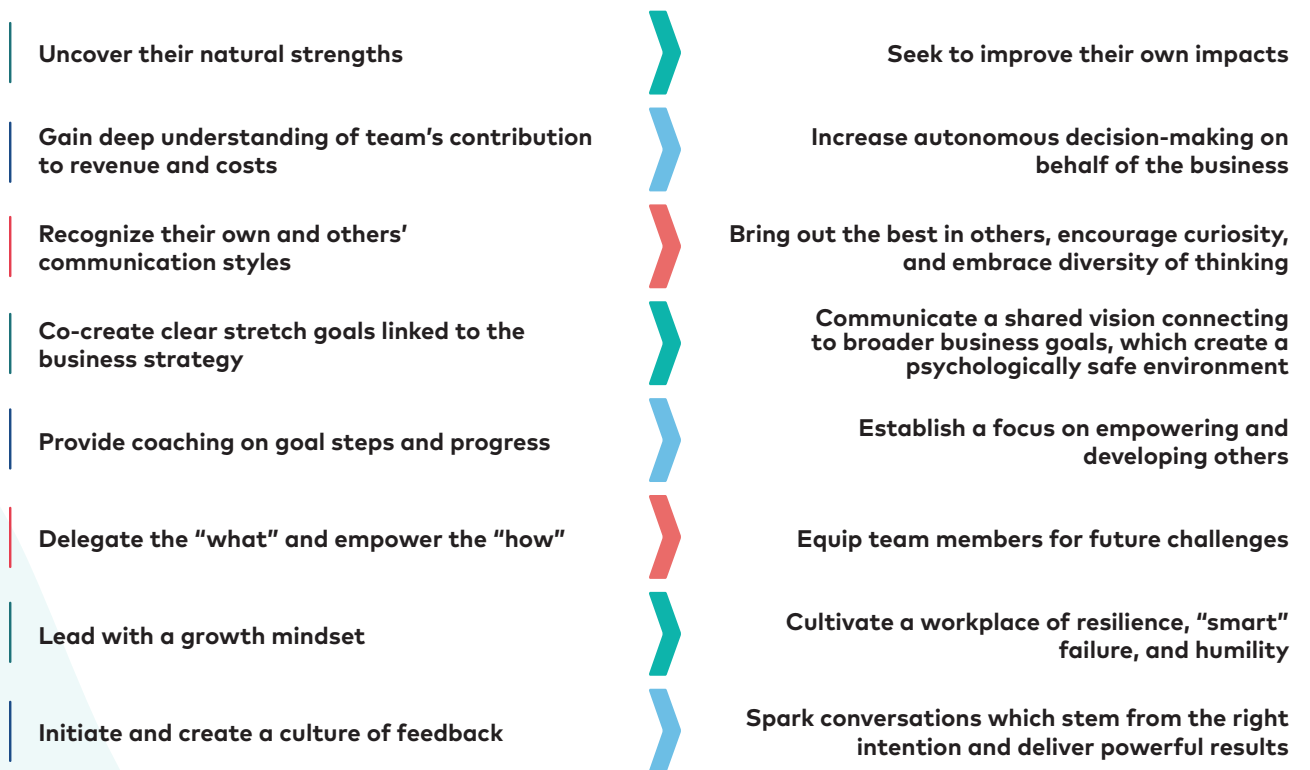 Uncover their natural strengths
Seek to improve their own impacts
Gain deep understanding of team’s contribution
to revenue and costs
Increase autonomous decision-making on
behalf of the business
Recognize their own and others’
communication styles
Bring out the best in others, encourage curiosity,
and embrace diversity of thinking
Co-create clear stretch goals linked to the
business strategy
Communicate a shared vision connecting
to broader business goals, which create a
psychologically safe environment
Provide coaching on goal steps and progress
Establish a focus on empowering and
developing others
Delegate the “what” and empower the “how”
Equip team members for future challenges
Lead with a growth mindset
Cultivate a workplace of resilience, “smart”
failure, and humility
Initiate and create a culture of feedback
Spark conversations which stem from the right
intention and deliver powerful results